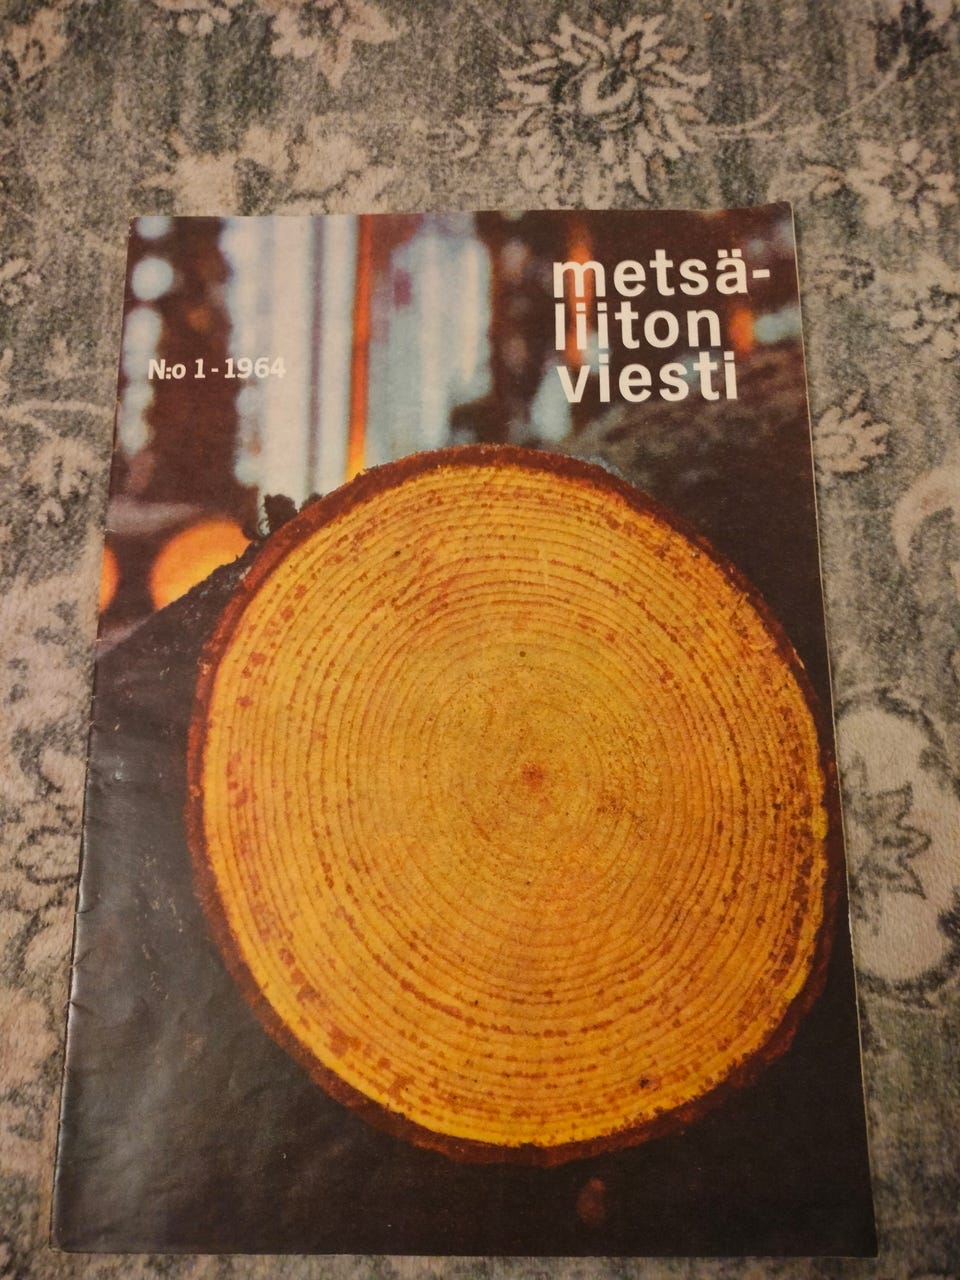 metsä-
liiton
viesti
N:o 1 - 1964